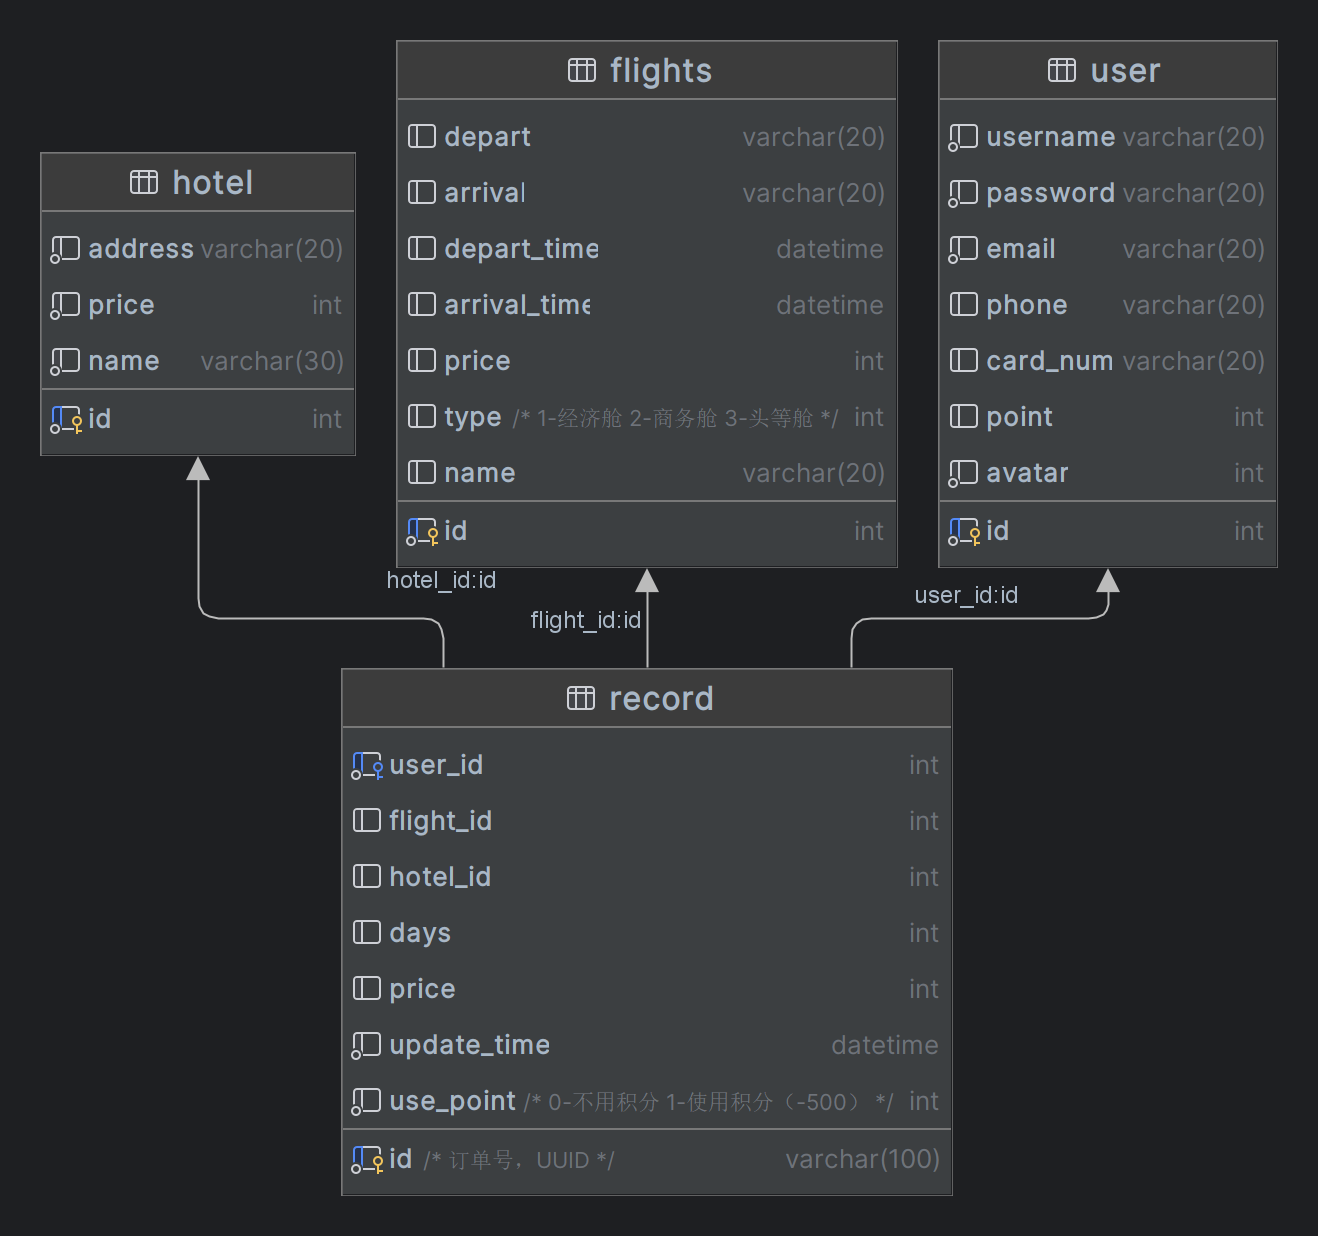 hotel
address varchar(20)
price int
name varchar(30)
id int
flights
depart varchar(20)
arrival varchar(20)
depart_time datetime
arrival_time datetime
price int
type /* 1-经济舱 2-商务舱 3-头等舱 */ int
name varchar(20)
id int
user
username varchar(20)
password varchar(20)
email varchar(20)
phone varchar(20)
card_num varchar(20)
point int
avatar int
id int
hotel_id:id
flight_id:id
user_id:id
record
user_id int
flight_id int
hotel_id int
days int
price int
update_time datetime
use_point /* 0-不用积分 1-使用积分（-500） */ int
id /* 订单号，UUID */ varchar(100)